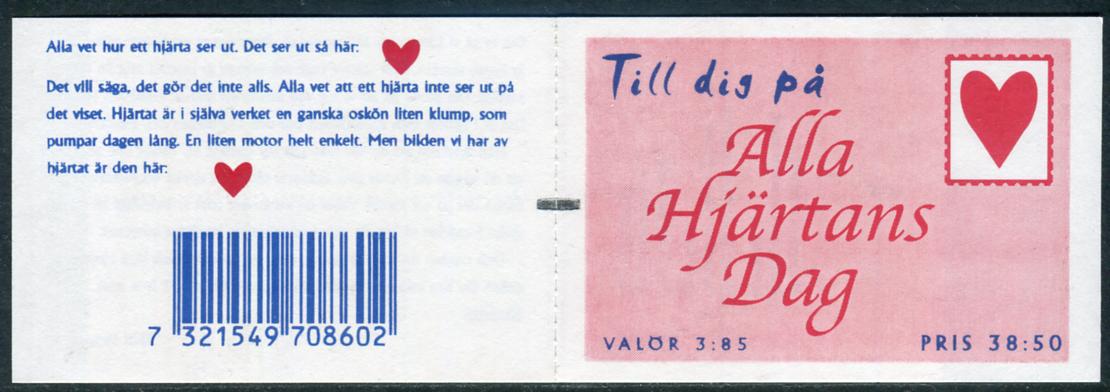 Alla vet hur ett hjärta ser ut. Det ser ut så här:
Det vill säga, det gör det inte alls. Alla vet att ett hjärta inte ser ut på
det viset. Hjärtat är i själva verket en ganska oskön liten klump, som
pumpar dagen lång. En liten motor helt enkelt. Men bilden vi har av
hjärtat är den här:
7 321549 708602
Till dig på
Alla
Hjärtans
Dag
VALÖR 3:85
PRIS 38:50